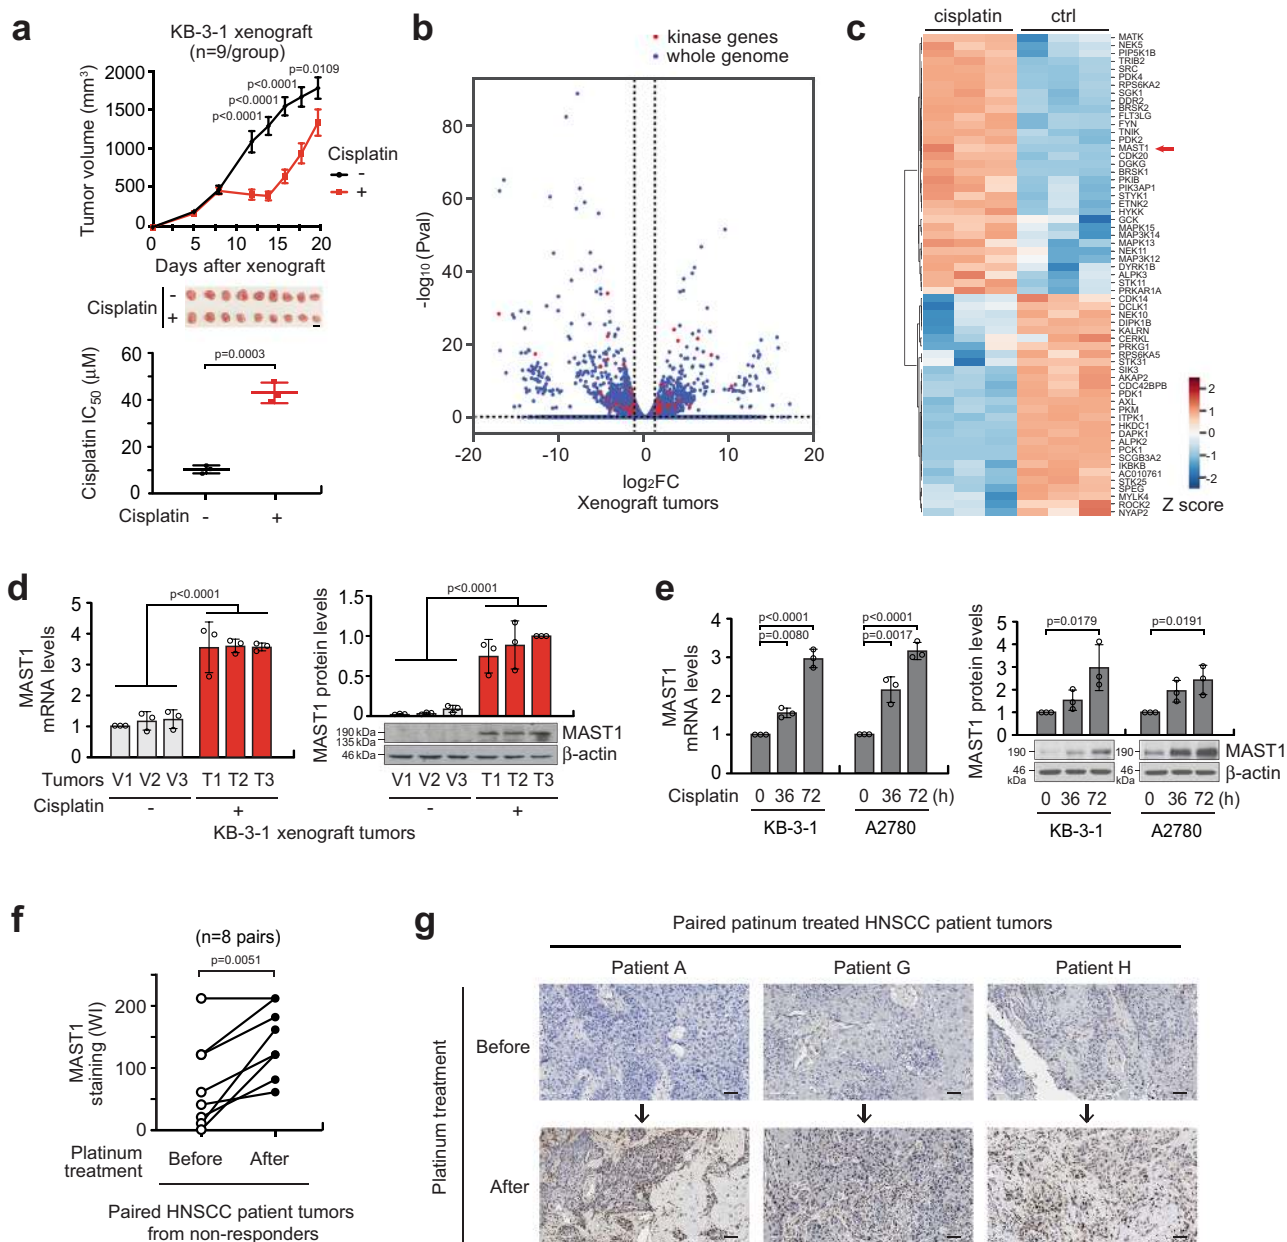 a
KB-3-1 xenograft
(n=9/group)
Tumor volume (mm³)
2000
1500
1000
500
0
p=0.0109
p<0.0001
p<0.0001
p<0.0001
Cisplatin
-
+
0 5 10 15 20
Days after xenograft
Cisplatin
-
+
Cisplatin IC50 (µM)
60
40
20
0
p=0.0003
Cisplatin - +
b
kinase genes
whole genome
-log10 (Pval)
80
60
40
20
0
-20 -10 0 10 20
log2FC
Xenograft tumors
c
cisplatin ctrl
MATK
NEK5
PIP5K1B
TRIB2
SRC
PDK4
RPS6KA2
SGK1
DDR2
BRSK2
FLT3LG
FYN
TNIK
PDK2
MAST1
CDK20
DGKG
BRSK1
PKIB
PIK3AP1
STYK1
ETNK2
HYKK
GCK
MAPK15
MAP3K14
MAPK13
NEK11
MAP3K12
DYRK1B
ALPK3
STK11
PRKAR1A
CDK14
DCLK1
NEK10
DIPK1B
KALRN
CERKL
PRKG1
RPS6KA5
STK31
SIK3
AKAP2
CDC42BPB
PDK1
AXL
PKM
ITPK1
HKDC1
DAPK1
ALPK2
PCK1
SCGB3A2
IKBKB
AC010761
STK25
SPEG
MYLK4
ROCK2
NYAP2
2
1
0
-1
-2
Z score
d
MAST1
mRNA levels
5
4
3
2
1
0
p<0.0001
Tumors V1 V2 V3 T1 T2 T3
Cisplatin - +
MAST1 protein levels
1.5
1.0
0.5
0
p<0.0001
190 kDa
135 kDa
46 kDa
MAST1
β-actin
V1 V2 V3 T1 T2 T3
- +
KB-3-1 xenograft tumors
e
MAST1
mRNA levels
4
3
2
1
0
p<0.0001
p=0.0080
p<0.0001
p=0.0017
Cisplatin 0 36 72 0 36 72 (h)
KB-3-1 A2780
MAST1 protein levels
5
4
3
2
1
0
p=0.0179
p=0.0191
190
46
kDa
190
46
kDa
MAST1
β-actin
0 36 72 0 36 72 (h)
KB-3-1 A2780
f
(n=8 pairs)
p=0.0051
MAST1
staining (WI)
200
100
0
Platinum
treatment
Before After
Paired HNSCC patient tumors
from non-responders
g
Paired patinum treated HNSCC patient tumors
Patient A Patient G Patient H
Platinum treatment
Before
After